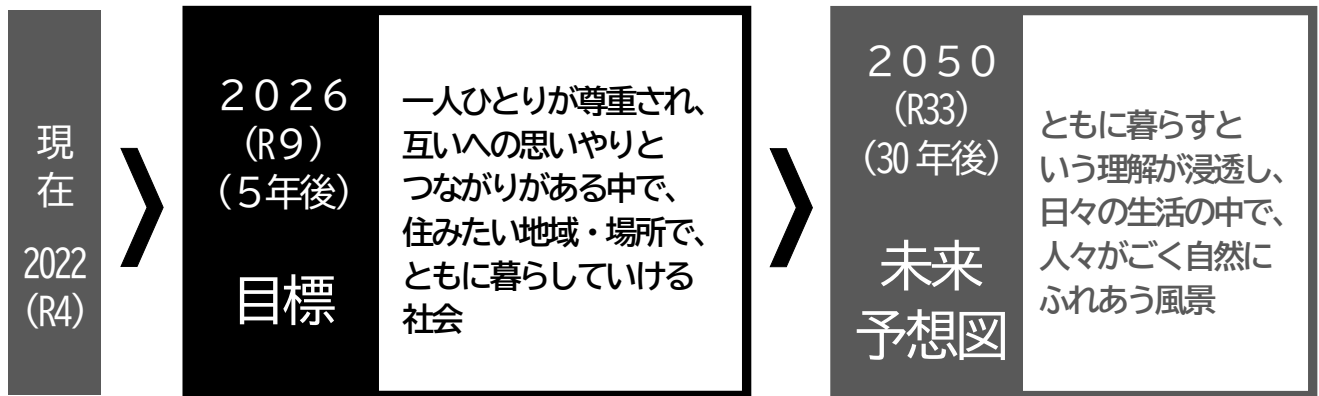 現
在
2022
(R4)
２０２６
(R９)
(５年後)
目標
一人ひとりが尊重され、
互いへの思いやりと
つながりがある中で、
住みたい地域・場所で、
ともに暮らしていける
社会
２０５０
(R33)
(30 年後)
未来
予想図
ともに暮らすと
いう理解が浸透し、
日々の生活の中で、
人々がごく自然に
ふれあう風景